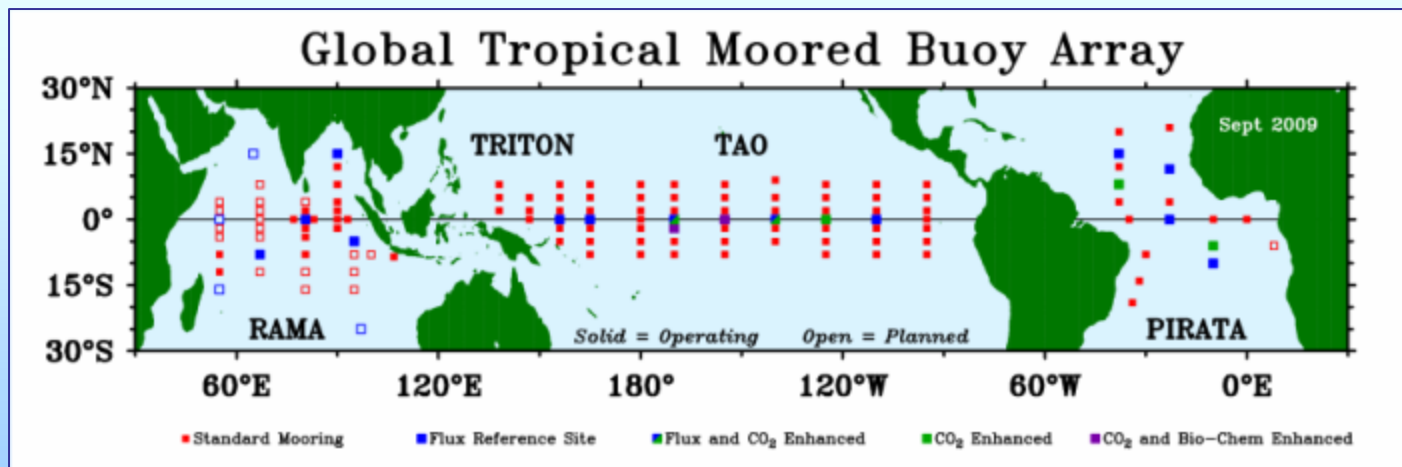 Global Tropical Moored Buoy Array
30°N
15°N
0°
15°S
30°S
TRITON
TAO
Sept 2009
RAMA
Solid = Operating
Open = Planned
PIRATA
60°E
120°E
180°
120°W
60°W
0°E
Standard Mooring
Flux Reference Site
Flux and CO₂ Enhanced
CO₂ Enhanced
CO₂ and Bio-Chem Enhanced